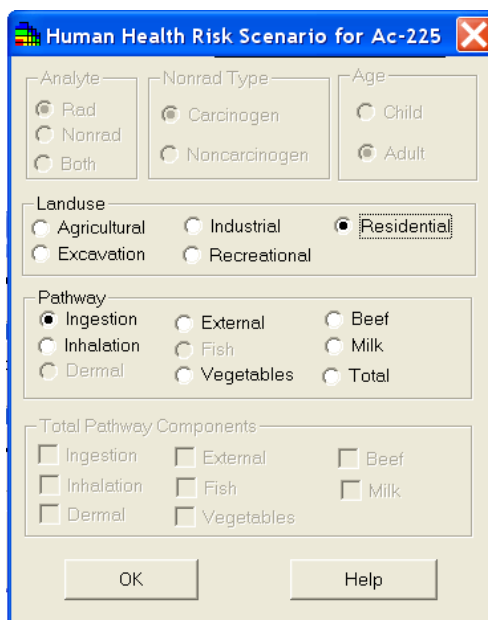 Human Health Risk Scenario for Ac-225
Analyte
Rad
Nonrad
Both
Nonrad Type
Carcinogen
Noncarcinogen
Age
Child
Adult
Landuse
Agricultural Industrial Residential
Excavation Recreational
Pathway
Ingestion External Beef
Inhalation Fish Milk
Dermal Vegetables Total
Total Pathway Components
Ingestion External Beef
Inhalation Fish Milk
Dermal Vegetables
OK Help